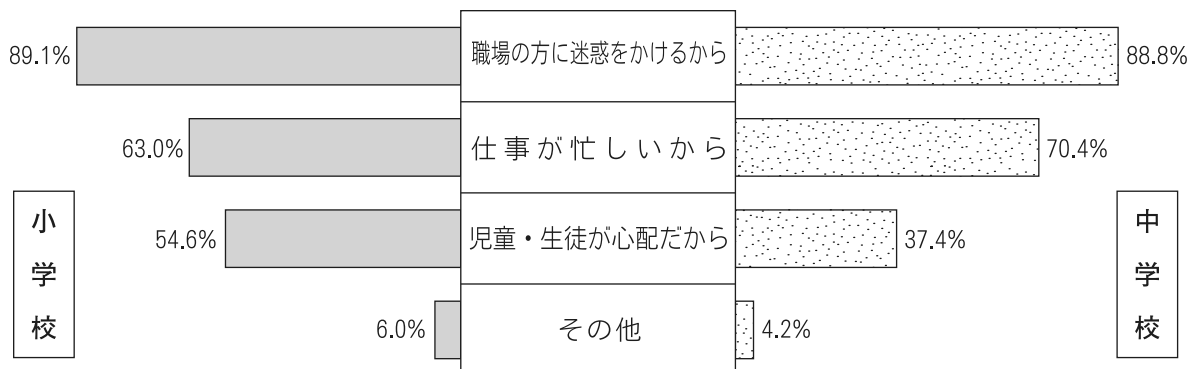 89.1% 職場の方に迷惑をかけるから 88.8%
63.0% 仕事が忙しいから 70.4%
54.6% 児童・生徒が心配だから 37.4%
6.0% その他 4.2%
小学校
中学校